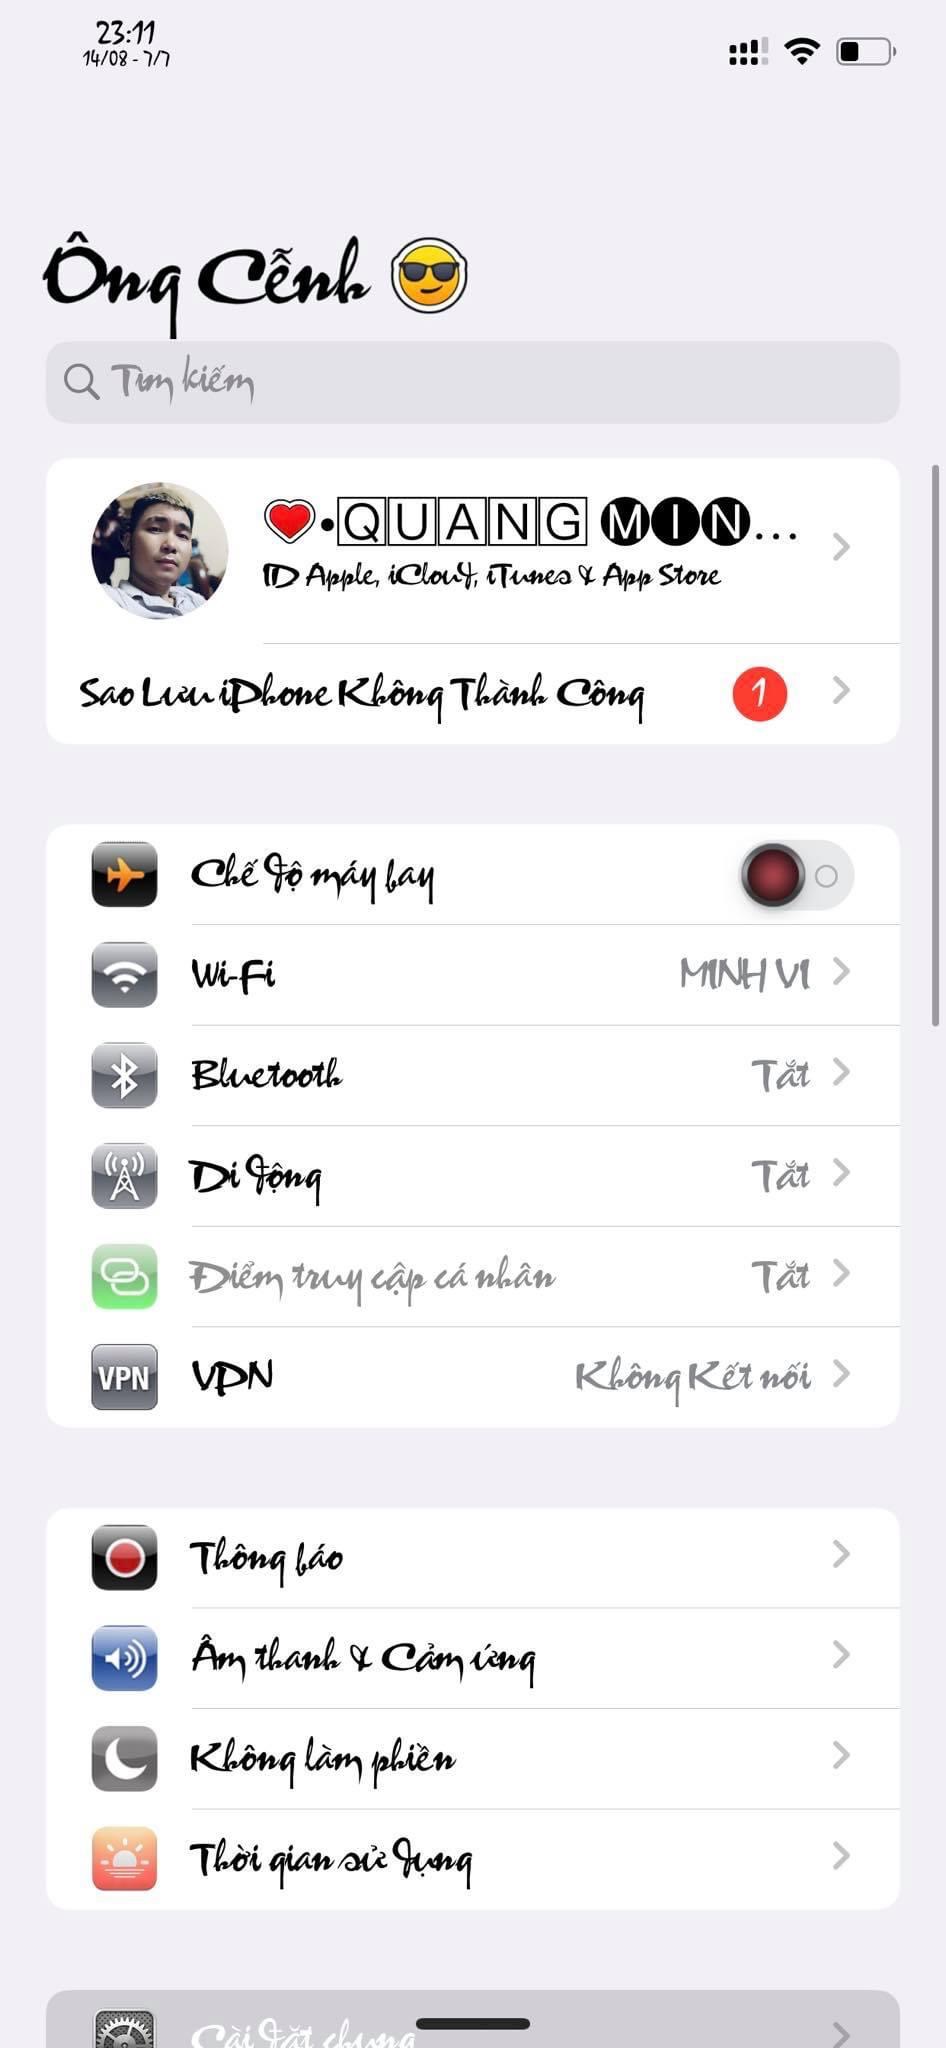 23:11
14/08 - 7/7
Ông Cễnh 😎
Tìm kiếm
❤️•🅀🅄🄰🄽🄶 🅜🅘🅝...
ID Apple, iCloud, iTunes & App Store
Sao Lưu iPhone Không Thành Công 1
Chế độ máy bay
Wi-Fi MINH VI
Bluetooth Tắt
Di động Tắt
Điểm truy cập cá nhân Tắt
VPN VPN Không Kết nối
Thông báo
Âm thanh & Cảm ứng
Không làm phiền
Thời gian sử dụng
Cài đặt chung